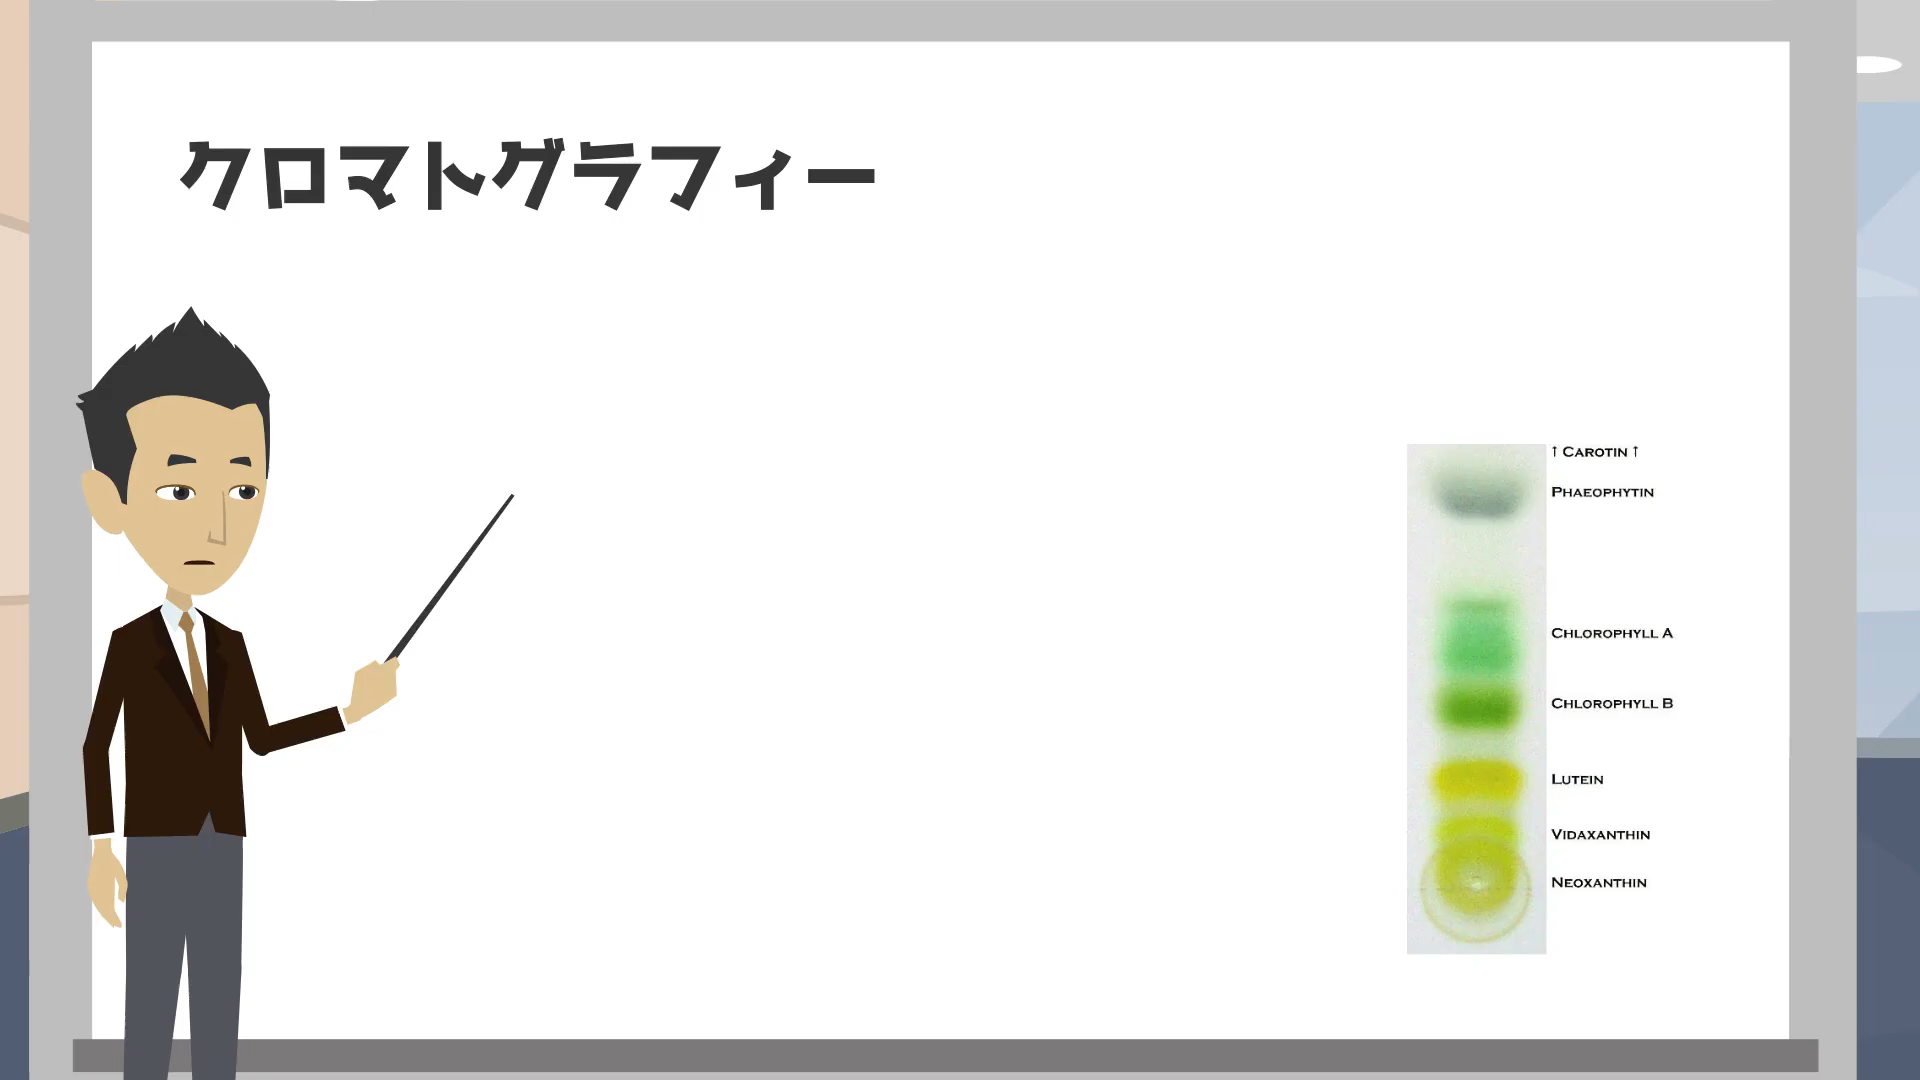 クロマトグラフィー
↑ CAROTIN ↑
PHAEOPHYTIN
CHLOROPHYLL A
CHLOROPHYLL B
LUTEIN
VIDAXANTHIN
NEOXANTHIN